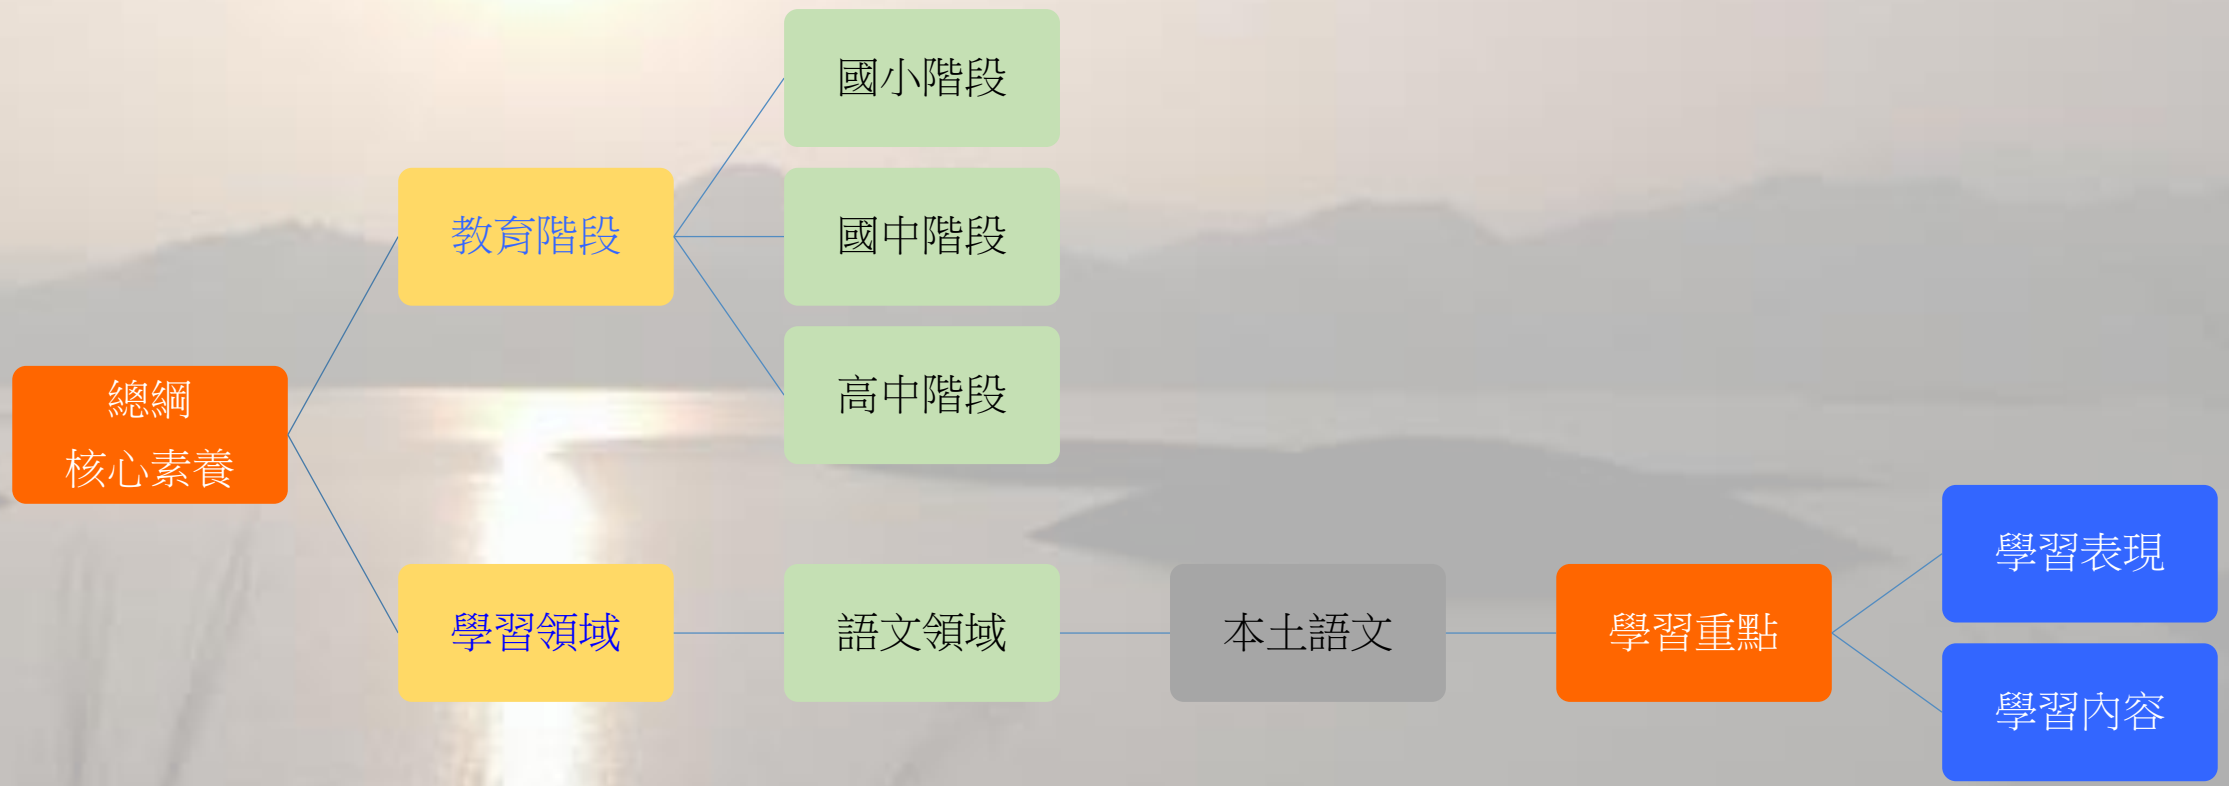 國小階段
教育階段
國中階段
高中階段
總綱
核心素養
學習領域
語文領域
本土語文
學習重點
學習表現
學習內容